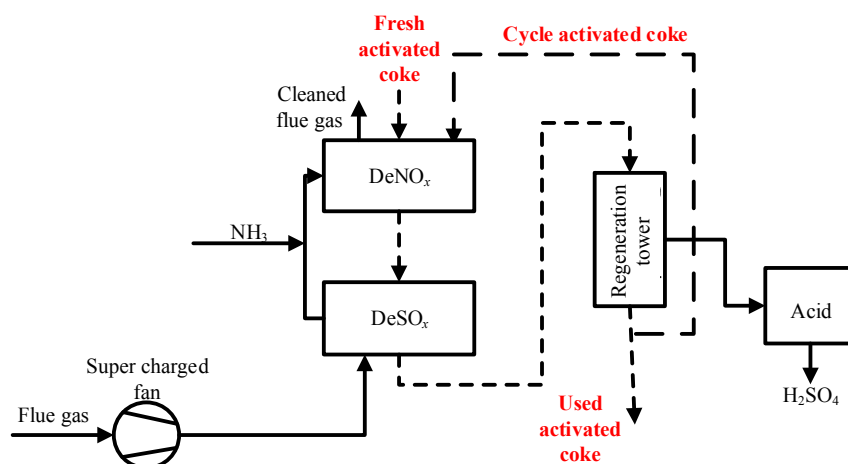 Fresh
activated
coke
Cycle activated coke
Cleaned
flue gas
DeNOₓ
NH₃
Regeneration
tower
DeSOₓ
Acid
Super charged
fan
Flue gas
H₂SO₄
Used
activated
coke